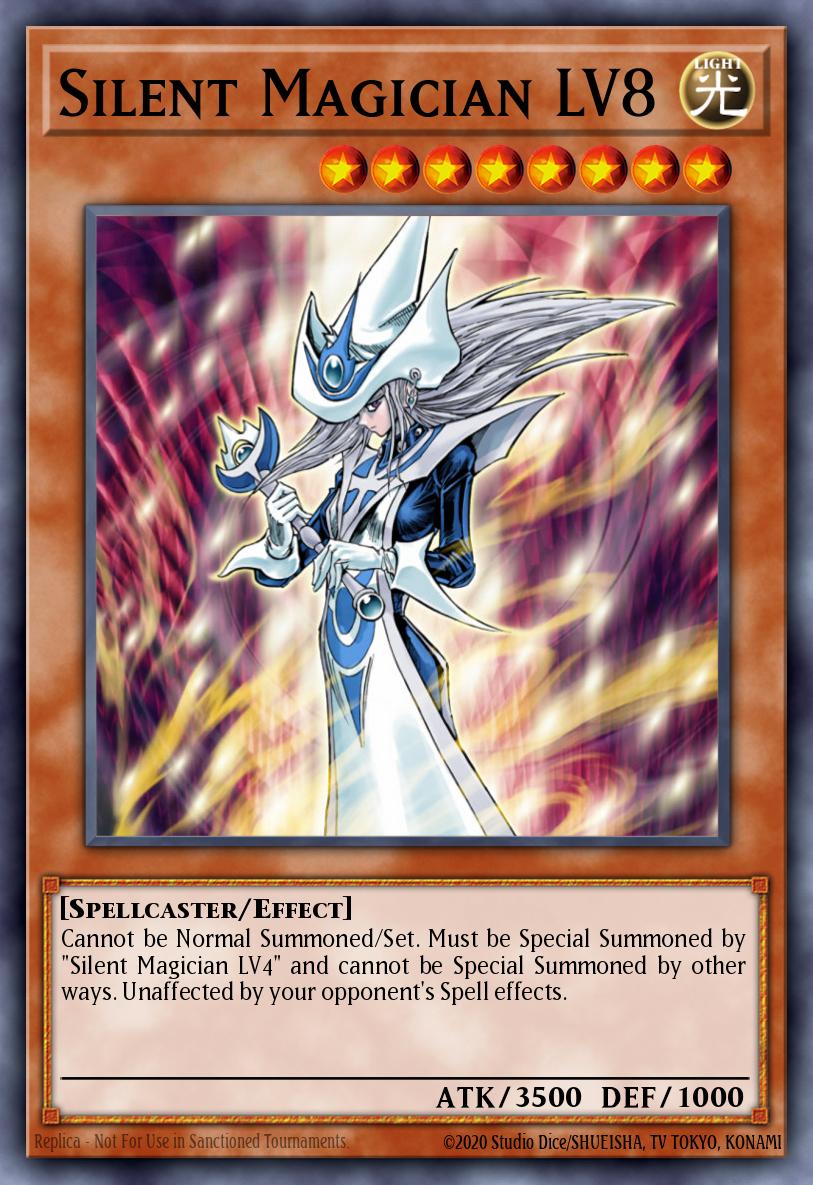 Silent Magician LV8
LIGHT
光
[Spellcaster/Effect]
Cannot be Normal Summoned/Set. Must be Special Summoned by
"Silent Magician LV4" and cannot be Special Summoned by other
ways. Unaffected by your opponent's Spell effects.
ATK/3500 DEF/1000
Replica - Not For Use in Sanctioned Tournaments.
©2020 Studio Dice/SHUEISHA, TV TOKYO, KONAMI